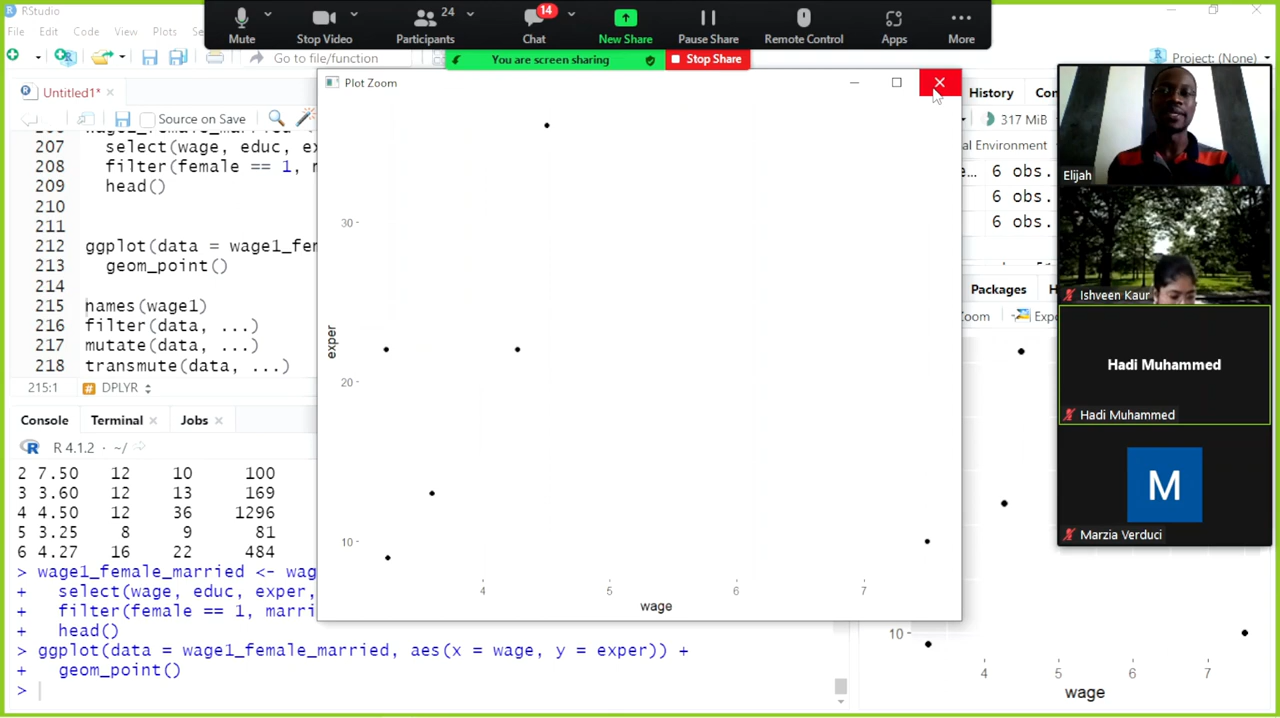 RStudio
File Edit Code View Plots
Mute
Stop Video
24
Participants
14
Chat
New Share
Pause Share
Remote Control
Apps
More
You are screen sharing
Stop Share
Go to file/function
Project: (None)
Untitled1*
Source on Save
207 select(wage, educ, ex
208 filter(female == 1, m
209 head()
210
211
212 ggplot(data = wage1_fem
213 geom_point()
214
215 names(wage1)
216 filter(data, ...)
217 mutate(data, ...)
218 transmute(data, ...)
215:1 # DPLYR
Console Terminal Jobs
R 4.1.2 · ~/
2 7.50 12 10 100
3 3.60 12 13 169
4 4.50 12 36 1296
5 3.25 8 9 81
6 4.27 16 22 484
> wage1_female_married <- wag
+ select(wage, educ, exper,
+ filter(female == 1, marri
+ head()
> ggplot(data = wage1_female_married, aes(x = wage, y = exper)) +
+ geom_point()
>
Plot Zoom
30
20
10
exper
4 5 6 7
wage
History
317 MiB
al Environment
6 obs.
6 obs.
6 obs.
Packages
Zoom
10
4 5 6 7
wage
Elijah
Ishveen Kaur
Hadi Muhammed
Hadi Muhammed
M
Marzia Verduci